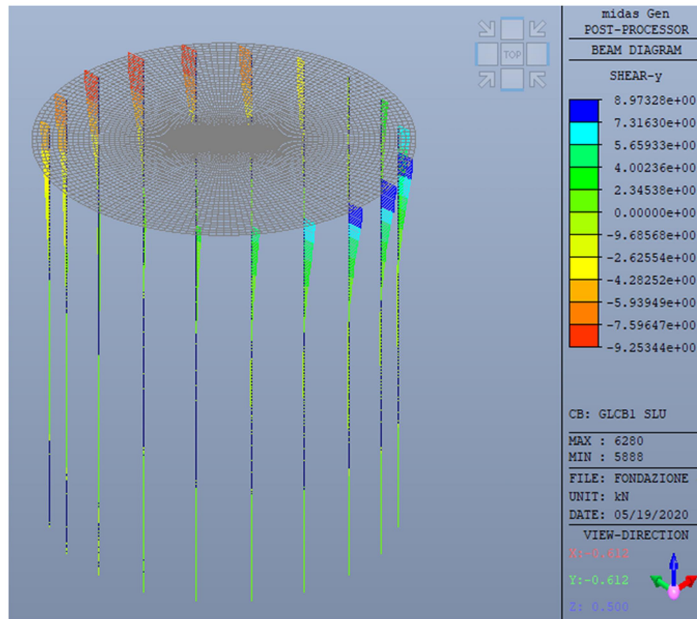 TOP
midas Gen
POST-PROCESSOR
BEAM DIAGRAM
SHEAR-y
8.97328e+00
7.31630e+00
5.65933e+00
4.00236e+00
2.34538e+00
0.00000e+00
-9.68568e-01
-2.62554e+00
-4.28252e+00
-5.93949e+00
-7.59647e+00
-9.25344e+00
CB: GLCB1 SLU
MAX : 6280
MIN : 5888
FILE: FONDAZIONE
UNIT: kN
DATE: 05/19/2020
VIEW-DIRECTION
X:-0.612
Y:-0.612
Z: 0.500